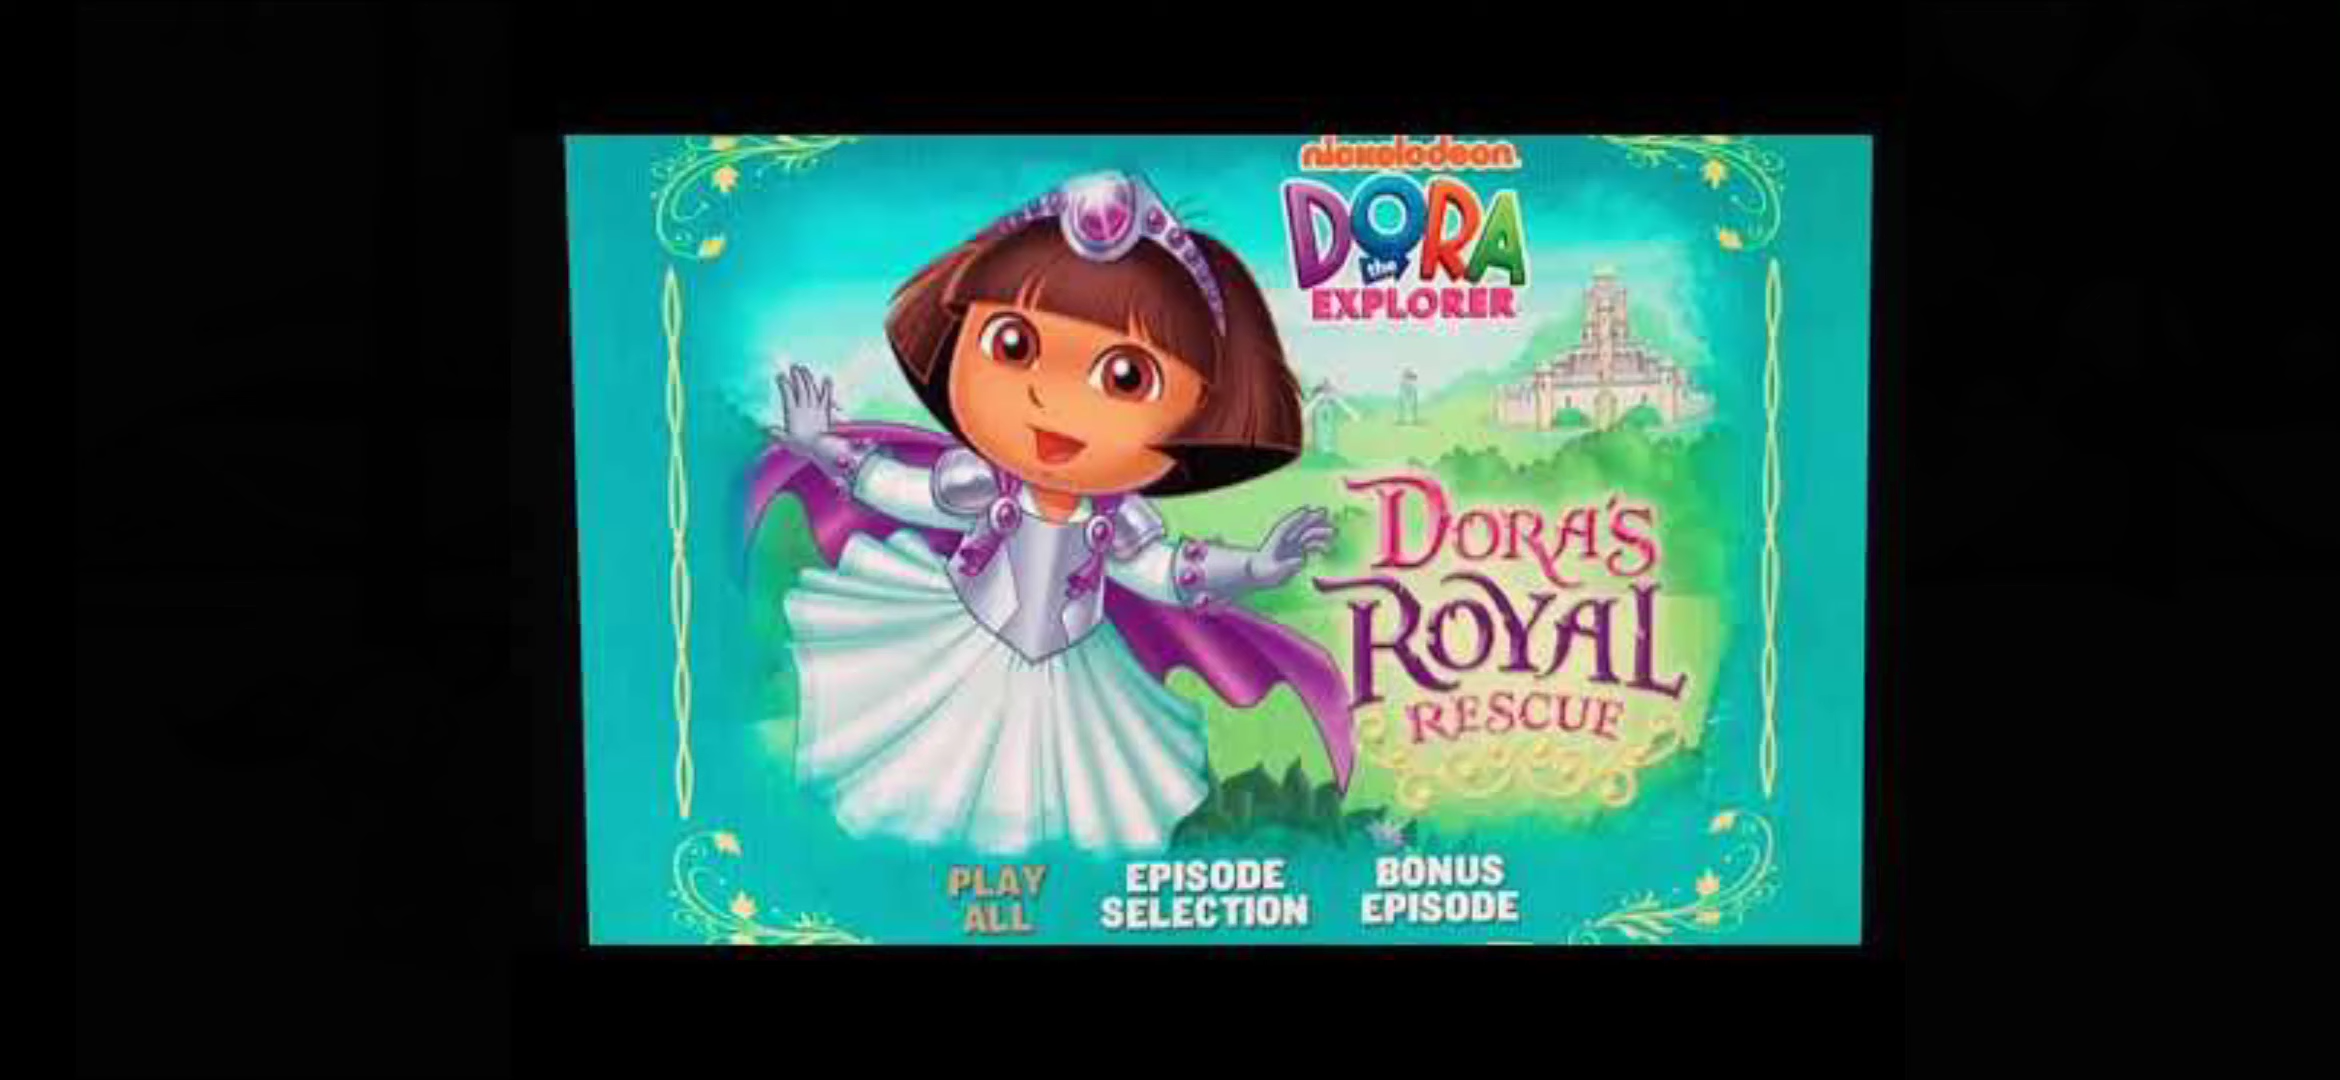 nickelodeon
DORA
the
EXPLORER
DORA'S
ROYAL
RESCUE
PLAY
ALL
EPISODE
SELECTION
BONUS
EPISODE